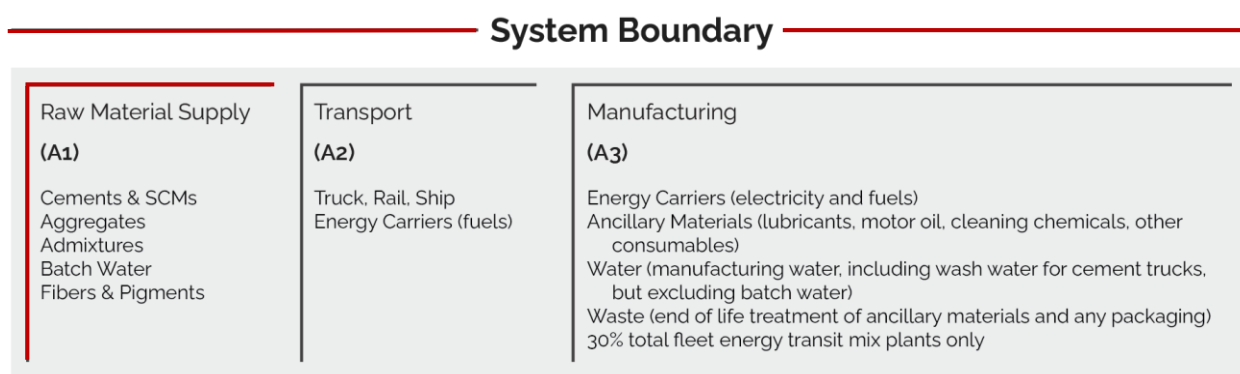 System Boundary
Raw Material Supply
(A1)
Cements & SCMs
Aggregates
Admixtures
Batch Water
Fibers & Pigments
Transport
(A2)
Truck, Rail, Ship
Energy Carriers (fuels)
Manufacturing
(A3)
Energy Carriers (electricity and fuels)
Ancillary Materials (lubricants, motor oil, cleaning chemicals, other
consumables)
Water (manufacturing water, including wash water for cement trucks,
but excluding batch water)
Waste (end of life treatment of ancillary materials and any packaging)
30% total fleet energy transit mix plants only